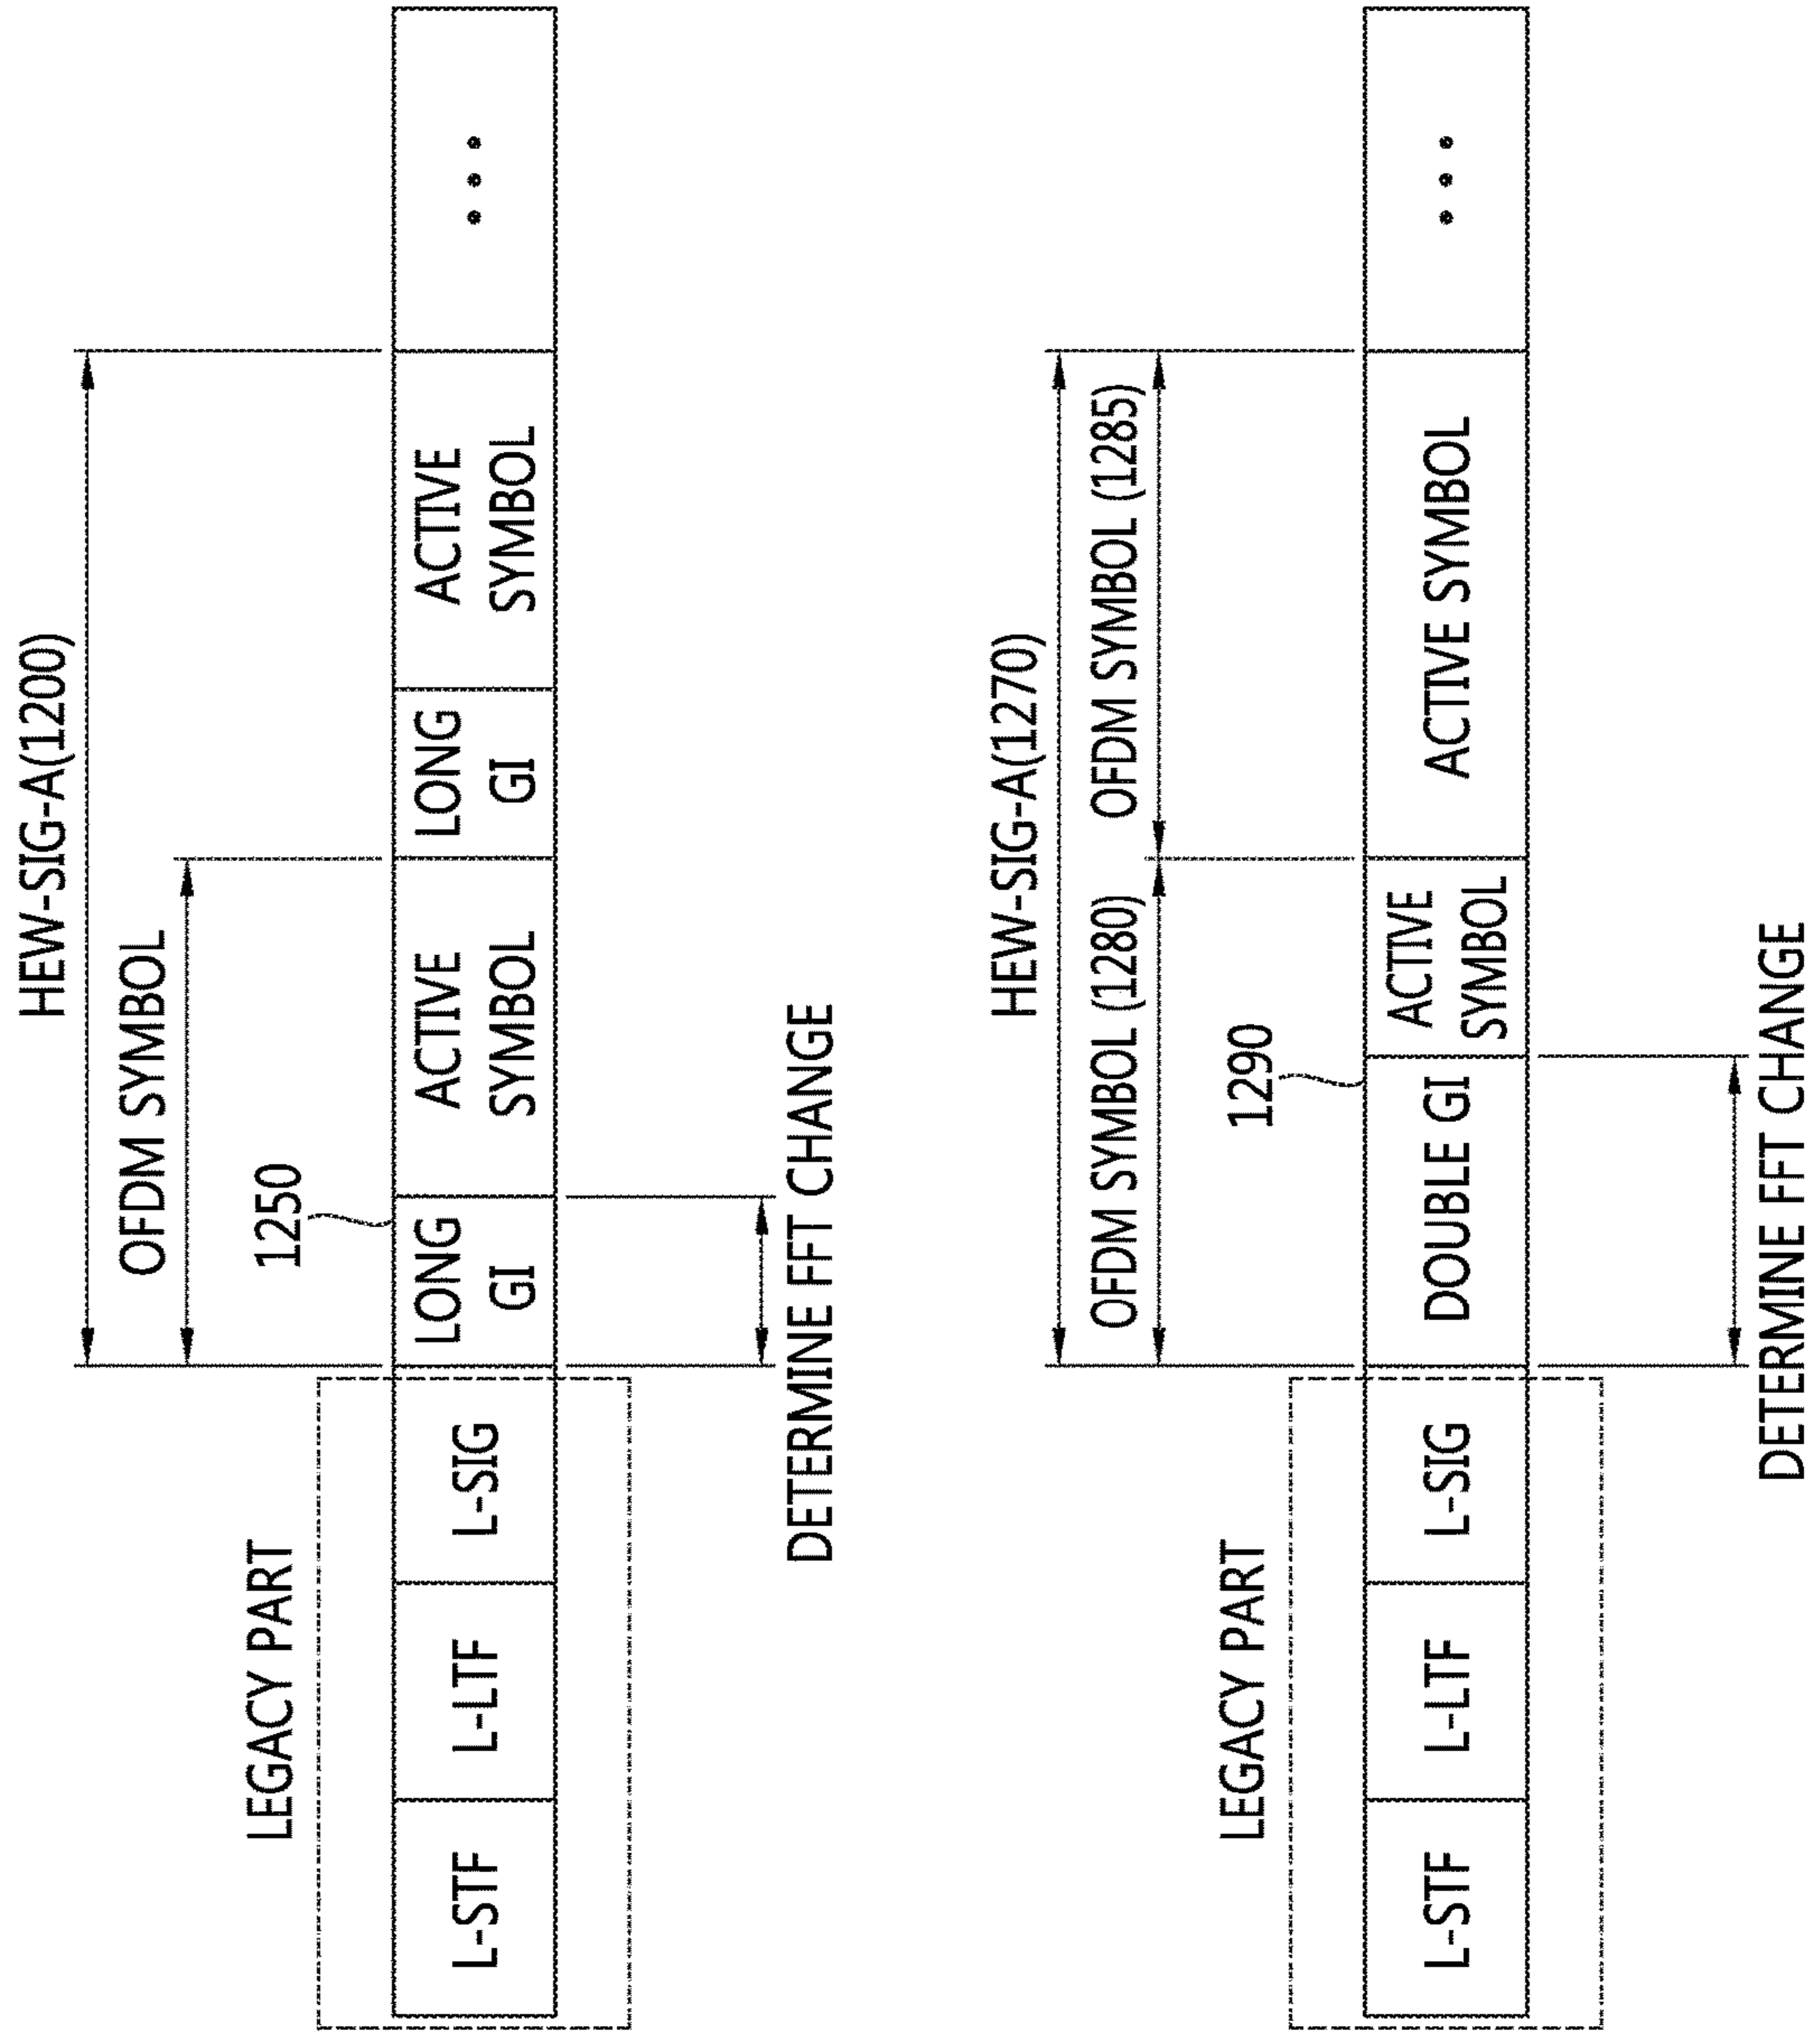 HEW-SIG-A(1200)
OFDM SYMBOL
1250
LEGACY PART
L-STF
L-LTF
L-SIG
LONG
GI
ACTIVE
SYMBOL
LONG
GI
ACTIVE
SYMBOL
DETERMINE FFT CHANGE
HEW-SIG-A(1270)
OFDM SYMBOL (1280)
OFDM SYMBOL (1285)
1290
LEGACY PART
L-STF
L-LTF
L-SIG
DOUBLE GI
ACTIVE
SYMBOL
ACTIVE SYMBOL
DETERMINE FFT CHANGE